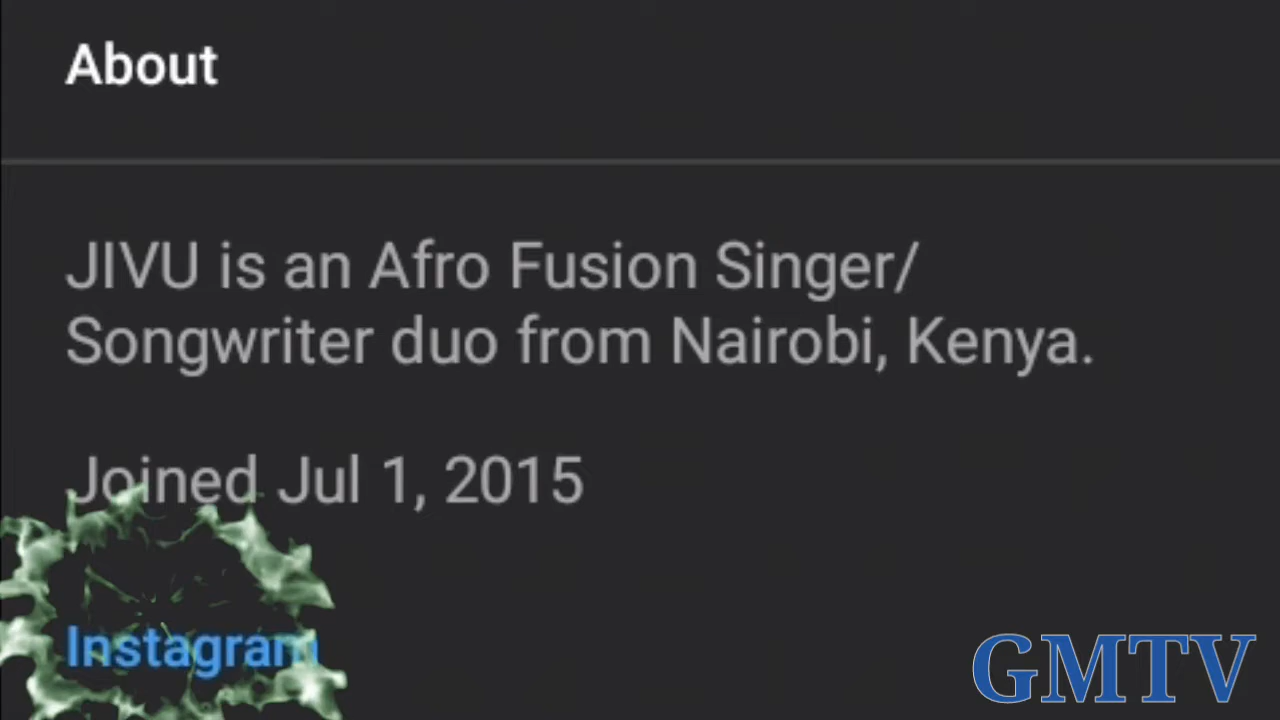 About
JIVU is an Afro Fusion Singer/
Songwriter duo from Nairobi, Kenya.
Joined Jul 1, 2015
Instagram
GMTV